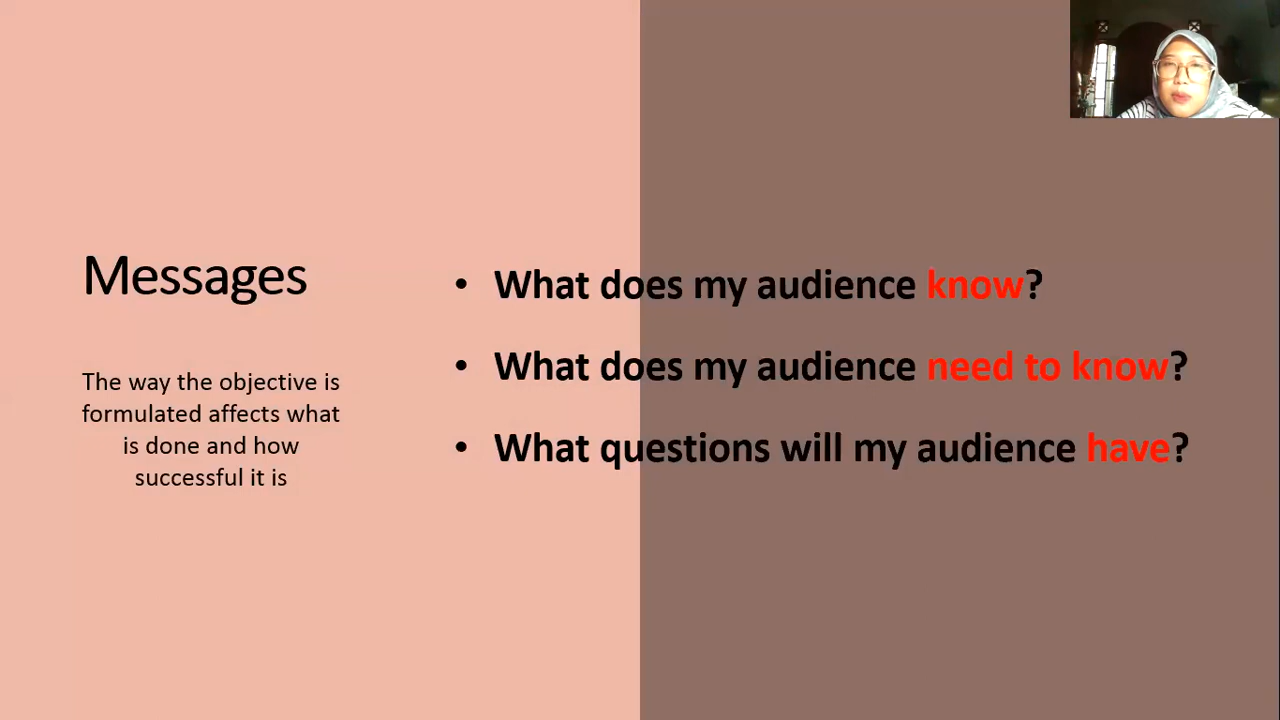 Messages
The way the objective is
formulated affects what
is done and how
successful it is
• What does my audience know?
• What does my audience need to know?
• What questions will my audience have?